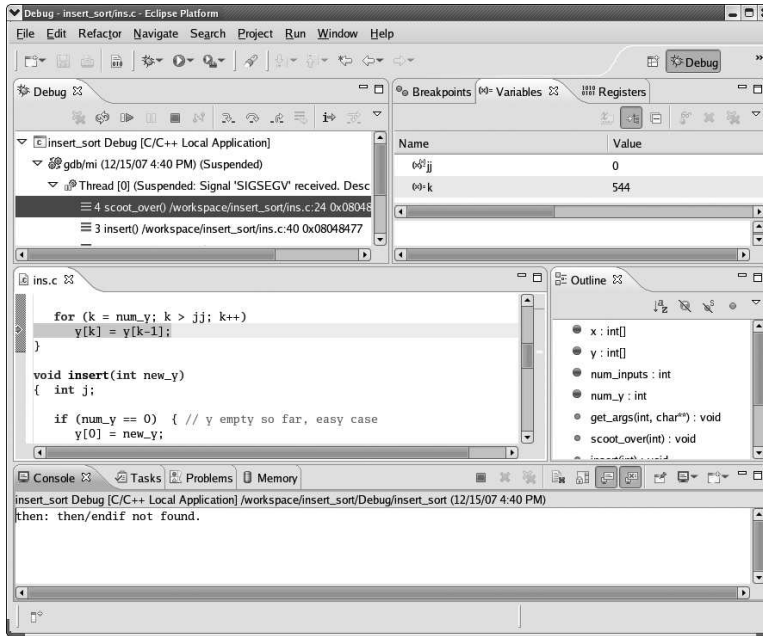 Debug - insert_sort/ins.c - Eclipse Platform
File Edit Refactor Navigate Search Project Run Window Help
Debug
Debug
Breakpoints (x)= Variables
Registers
insert_sort Debug [C/C++ Local Application]
gdb/mi (12/15/07 4:40 PM) (Suspended)
Thread [0] (Suspended: Signal 'SIGSEGV' received. Desc
4 scoot_over() /workspace/insert_sort/ins.c:24 0x08048
3 insert() /workspace/insert_sort/ins.c:40 0x08048477
Name Value
jj 0
(x)= k 544
ins.c
for (k = num_y; k > jj; k++)
y[k] = y[k-1];
}
void insert(int new_y)
{ int j;
if (num_y == 0) { // y empty so far, easy case
y[0] = new_y;
Outline
x : int[]
y : int[]
num_inputs : int
num_y : int
get_args(int, char**) : void
scoot_over(int) : void
Console Tasks Problems Memory
insert_sort Debug [C/C++ Local Application] /workspace/insert_sort/Debug/insert_sort (12/15/07 4:40 PM)
then: then/endif not found.